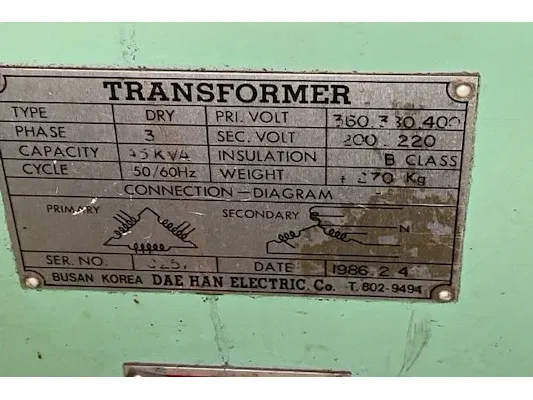 TRANSFORMER
TYPE DRY PRI. VOLT 360 380 400
PHASE 3 SEC. VOLT 200 220
CAPACITY KVA INSULATION B CLASS
CYCLE 50/60Hz WEIGHT 270 Kg
CONNECTION-DIAGRAM
PRIMARY SECONDARY N
SER. NO. DATE 1986. 2. 4
BUSAN KOREA DAE HAN ELECTRIC. Co. T. 802-9494